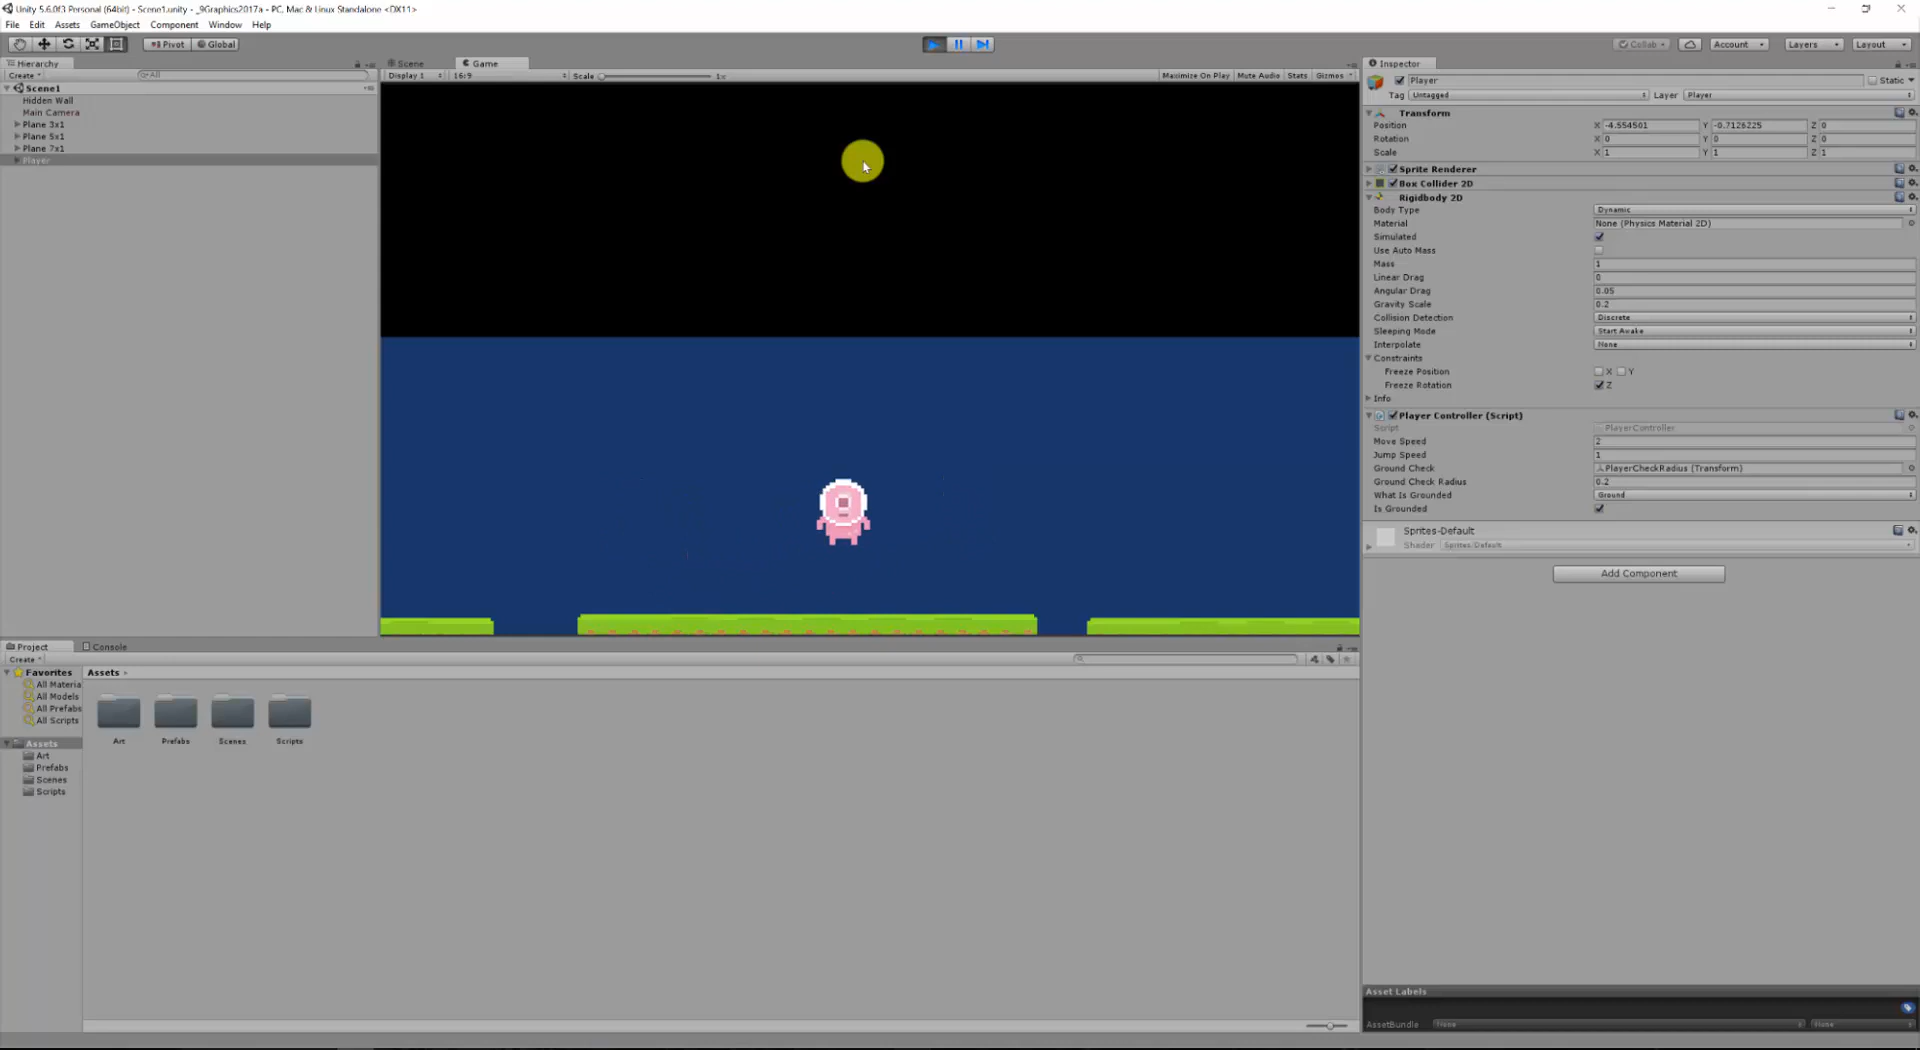 Unity 5.6.0f3 Personal (64bit) - Scene1.unity - _9Graphics2017a - PC, Mac & Linux Standalone <DX11>
File Edit Assets GameObject Component Window Help
Pivot Global Collab Account Layers Layout
Hierarchy
Create All
Scene1
Hidden Wall
Main Camera
Plane 3x1
Plane 5x1
Plane 7x1
Player
Scene Game
Display 1 16:9 Scale 1x Maximize On Play Mute Audio Stats Gizmos
Inspector
Player Static
Tag Untagged Layer Player
Transform
Position X -4.554501 Y -0.7126225 Z 0
Rotation X 0 Y 0 Z 0
Scale X 1 Y 1 Z 1
Sprite Renderer
Box Collider 2D
Rigidbody 2D
Body Type Dynamic
Material None (Physics Material 2D)
Simulated
Use Auto Mass
Mass 1
Linear Drag 0
Angular Drag 0.05
Gravity Scale 0.2
Collision Detection Discrete
Sleeping Mode Start Awake
Interpolate None
Constraints
Freeze Position X Y
Freeze Rotation Z
Info
Player Controller (Script)
Script PlayerController
Move Speed 2
Jump Speed 1
Ground Check PlayerCheckRadius (Transform)
Ground Check Radius 0.2
What Is Grounded Ground
Is Grounded
Sprites-Default
Shader Sprites/Default
Add Component
Project Console
Create
Favorites
All Materia
All Models
All Prefabs
All Scripts
Assets
Art
Prefabs
Scenes
Scripts
Assets
Art Prefabs Scenes Scripts
Asset Labels
AssetBundle None None